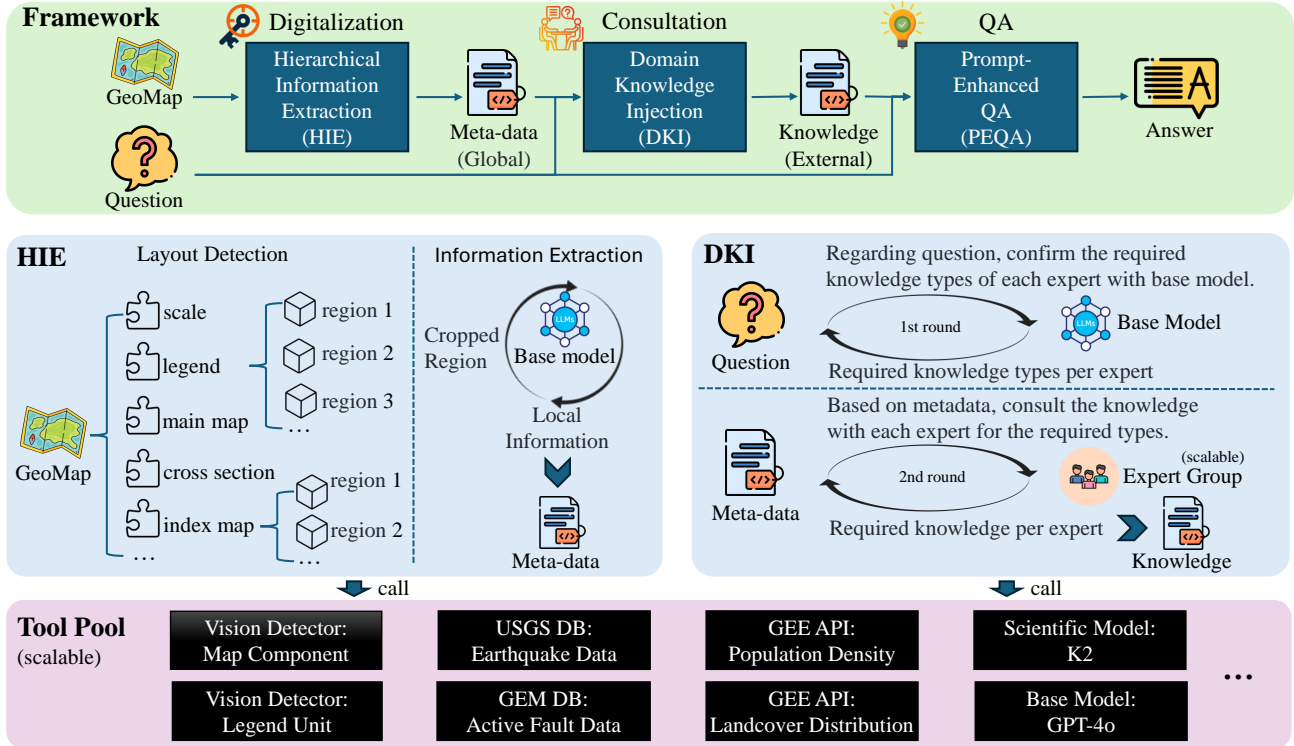 Framework
Digitalization
Consultation
QA
GeoMap
Hierarchical
Information
Extraction
(HIE)
Meta-data
(Global)
Domain
Knowledge
Injection
(DKI)
Knowledge
(External)
Prompt-
Enhanced
QA
(PEQA)
A
Answer
Question
HIE
Layout Detection
GeoMap
scale
legend
main map
cross section
index map
...
region 1
region 2
region 3
...
region 1
region 2
...
Information Extraction
Cropped
Region
LLMs
Base model
Local
Information
Meta-data
DKI
Regarding question, confirm the required
knowledge types of each expert with base model.
Question
1st round
LLMs
Base Model
Required knowledge types per expert
Based on metadata, consult the knowledge
with each expert for the required types.
Meta-data
2nd round
(scalable)
Expert Group
Required knowledge per expert
Knowledge
call
call
Tool Pool
(scalable)
Vision Detector:
Map Component
USGS DB:
Earthquake Data
GEE API:
Population Density
Scientific Model:
K2
Vision Detector:
Legend Unit
GEM DB:
Active Fault Data
GEE API:
Landcover Distribution
Base Model:
GPT-4o
...